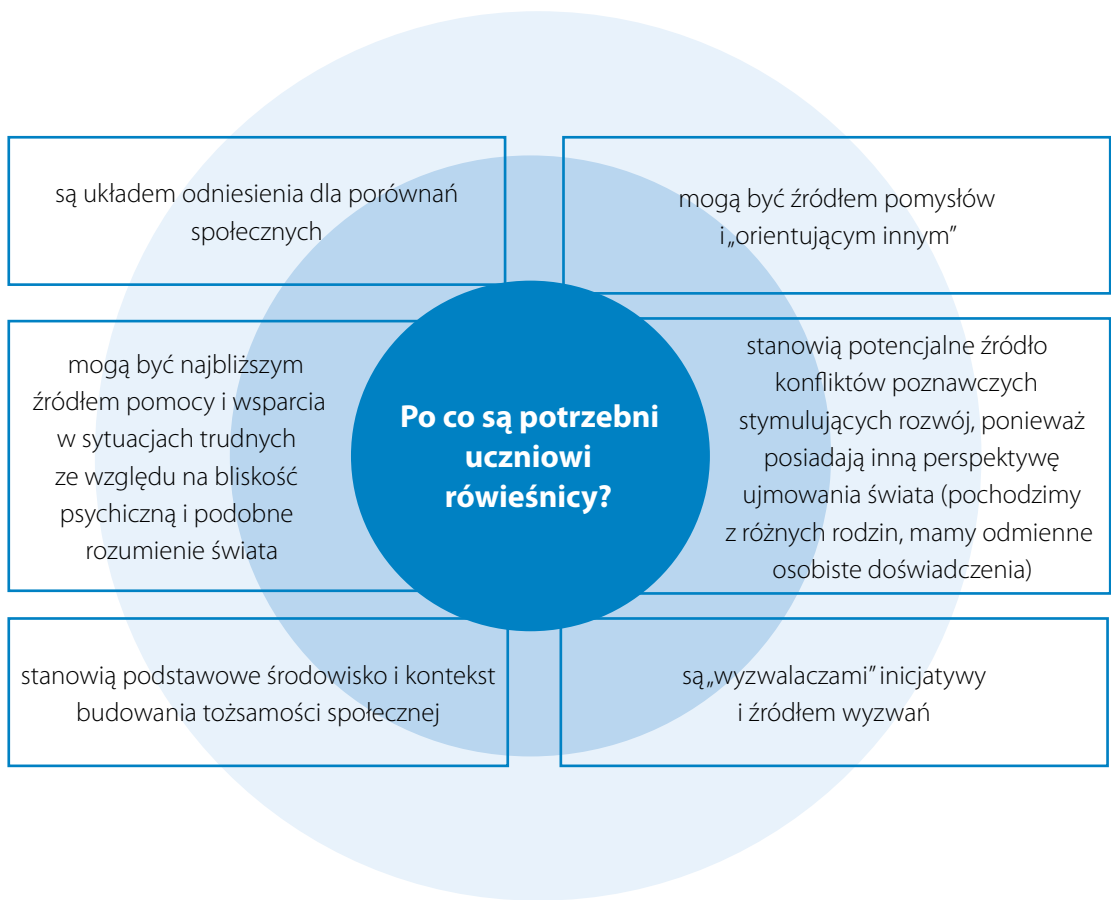 są układem odniesienia dla porównań
społecznych
mogą być źródłem pomysłów
i „orientującym innym”
mogą być najbliższym
źródłem pomocy i wsparcia
w sytuacjach trudnych
ze względu na bliskość
psychiczną i podobne
rozumienie świata
Po co są potrzebni
uczniowi
rówieśnicy?
stanowią potencjalne źródło
konfliktów poznawczych
stymulujących rozwój, ponieważ
posiadają inną perspektywę
ujmowania świata (pochodzimy
z różnych rodzin, mamy odmienne
osobiste doświadczenia)
stanowią podstawowe środowisko i kontekst
budowania tożsamości społecznej
są „wyzwalaczami” inicjatywy
i źródłem wyzwań